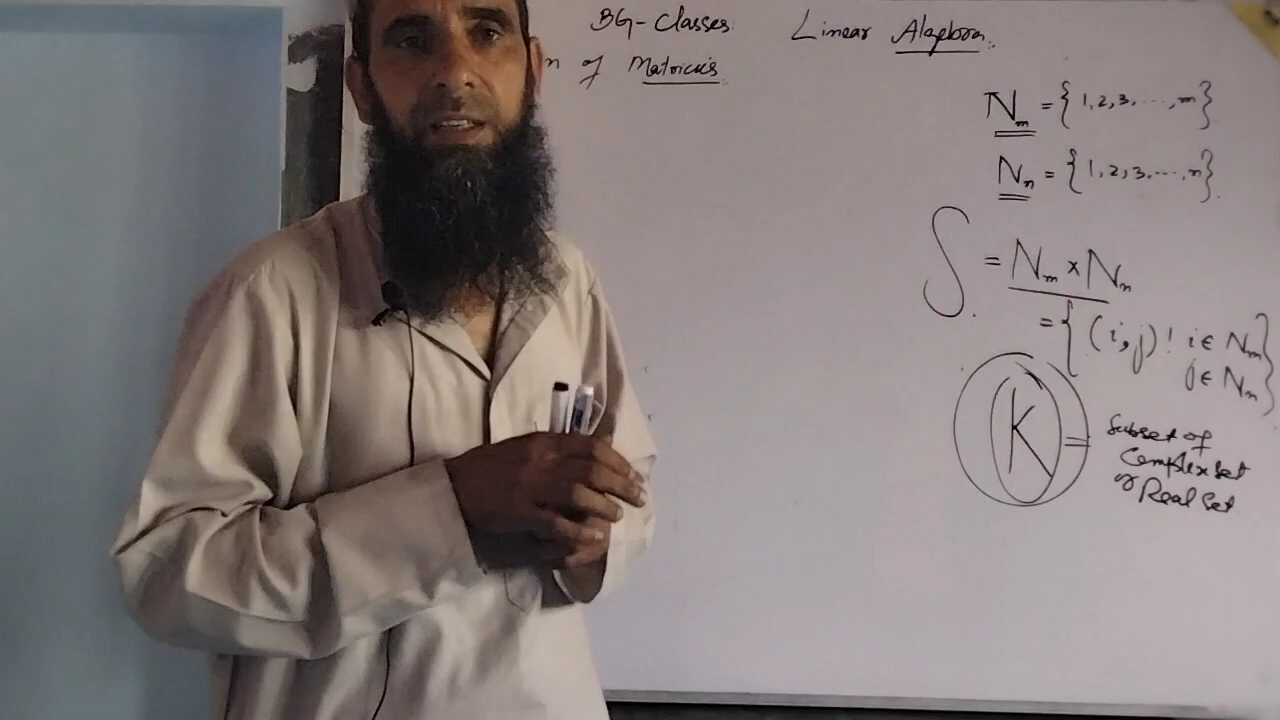 BG-Classes Linear Algebra.
n of Matrices
N_m = {1,2,3,....,m}
N_n = {1,2,3,....,n}
S = N_m × N_n
= {(i,j)! i∈ N_m
j∈ N_n}
K = Subset of
Complex set
or Real set